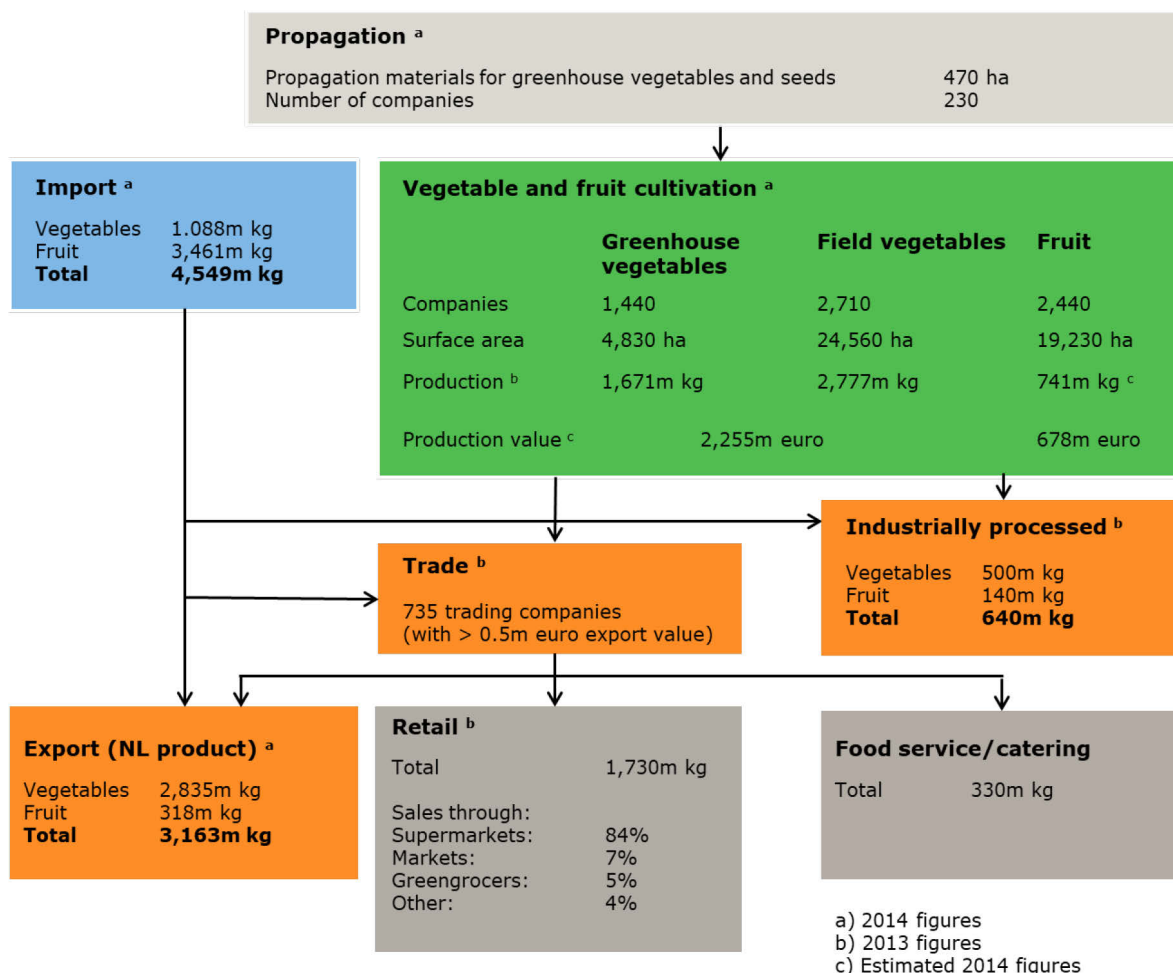 Propagation a
Propagation materials for greenhouse vegetables and seeds 470 ha
Number of companies 230
Import a
Vegetables 1.088m kg
Fruit 3,461m kg
Total 4,549m kg
Vegetable and fruit cultivation a
Greenhouse vegetables Field vegetables Fruit
Companies 1,440 2,710 2,440
Surface area 4,830 ha 24,560 ha 19,230 ha
Production b 1,671m kg 2,777m kg 741m kg c
Production value c 2,255m euro 678m euro
Trade b
735 trading companies
(with > 0.5m euro export value)
Industrially processed b
Vegetables 500m kg
Fruit 140m kg
Total 640m kg
Export (NL product) a
Vegetables 2,835m kg
Fruit 318m kg
Total 3,163m kg
Retail b
Total 1,730m kg
Sales through:
Supermarkets: 84%
Markets: 7%
Greengrocers: 5%
Other: 4%
Food service/catering
Total 330m kg
a) 2014 figures
b) 2013 figures
c) Estimated 2014 figures